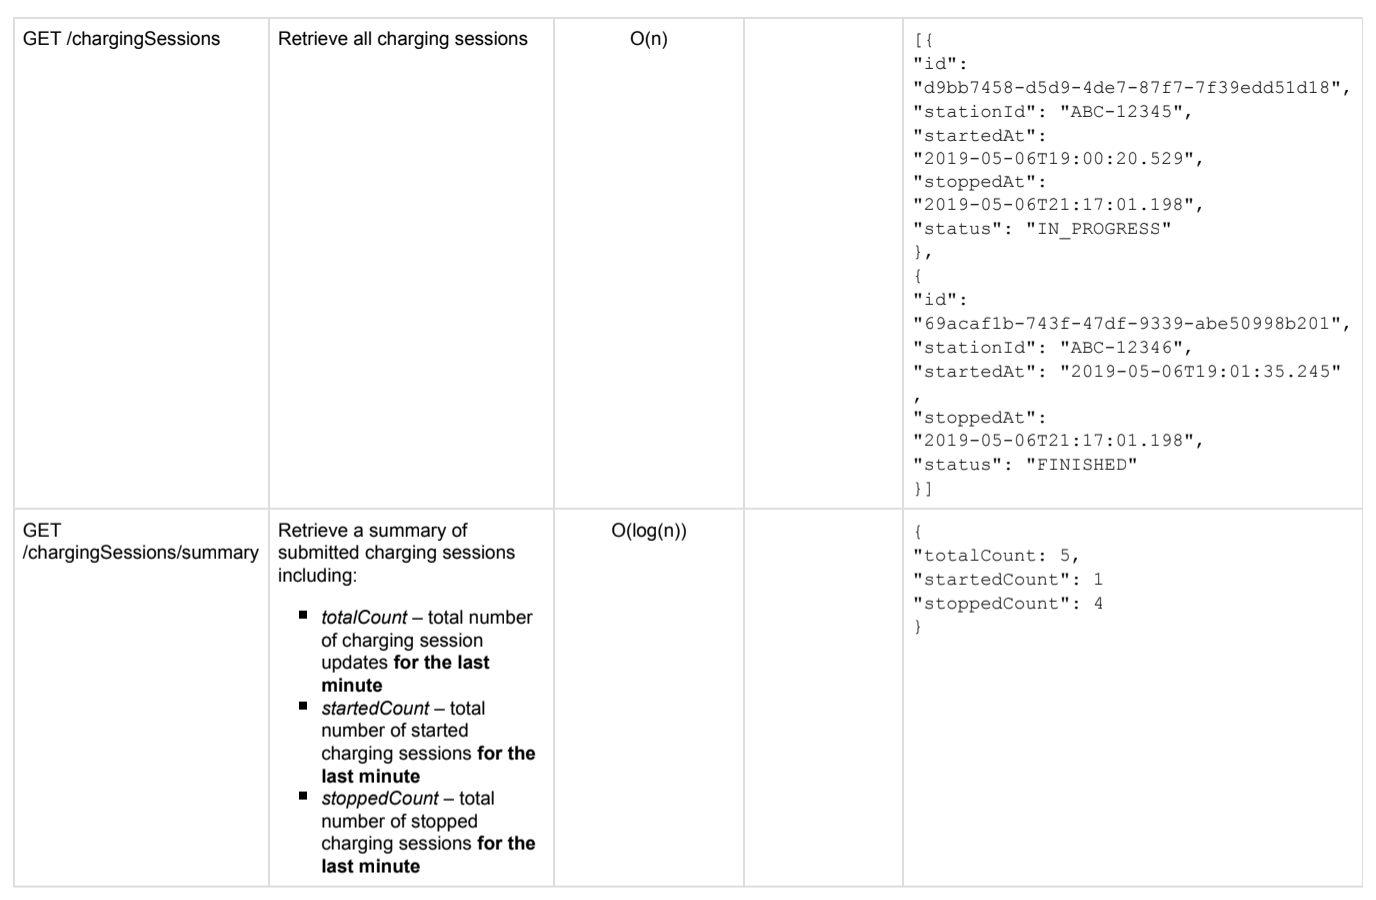 GET /chargingSessions
Retrieve all charging sessions
O(n)
[{
"id":
"d9bb7458-d5d9-4de7-87f7-7f39edd51d18",
"stationId": "ABC-12345",
"startedAt":
"2019-05-06T19:00:20.529",
"stoppedAt":
"2019-05-06T21:17:01.198",
"status": "IN_PROGRESS"
},
{
"id":
"69acaf1b-743f-47df-9339-abe50998b201",
"stationId": "ABC-12346",
"startedAt": "2019-05-06T19:01:35.245"
,
"stoppedAt":
"2019-05-06T21:17:01.198",
"status": "FINISHED"
}]
GET
/chargingSessions/summary
Retrieve a summary of
submitted charging sessions
including:
▪ totalCount – total number
of charging session
updates for the last
minute
▪ startedCount – total
number of started
charging sessions for the
last minute
▪ stoppedCount – total
number of stopped
charging sessions for the
last minute
O(log(n))
{
"totalCount: 5,
"startedCount": 1
"stoppedCount": 4
}